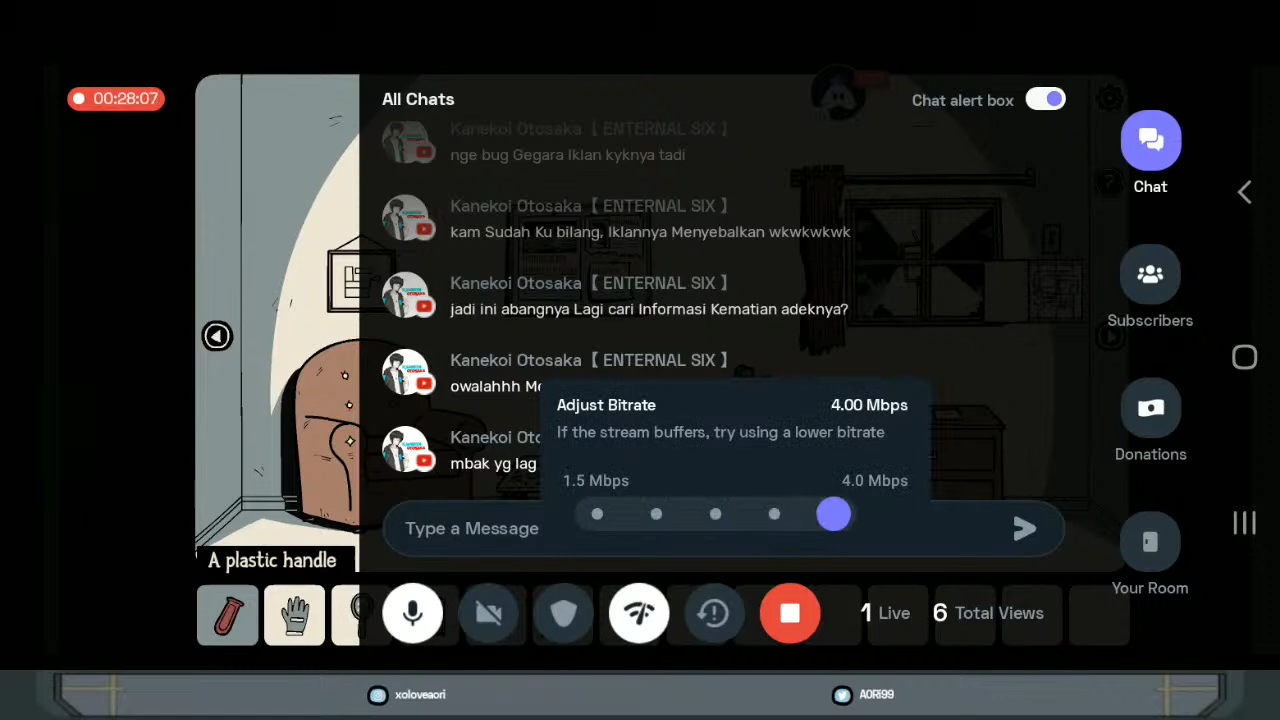 00:28:07
All Chats
Chat alert box
Kanekoi Otosaka【 ENTERNAL SIX 】
nge bug Gegara Iklan kyknya tadi
Kanekoi Otosaka【 ENTERNAL SIX 】
kam Sudah Ku bilang, Iklannya Menyebalkan wkwkwkwk
Kanekoi Otosaka【 ENTERNAL SIX 】
jadi ini abangnya Lagi cari Informasi Kematian adeknya?
Kanekoi Otosaka【 ENTERNAL SIX 】
owalahhh
Kanekoi
mbak yg lag
Adjust Bitrate
4.00 Mbps
If the stream buffers, try using a lower bitrate
1.5 Mbps
4.0 Mbps
Type a Message
Chat
Subscribers
Donations
Your Room
A plastic handle
1 Live
6 Total Views
xoloveaori
AORi99